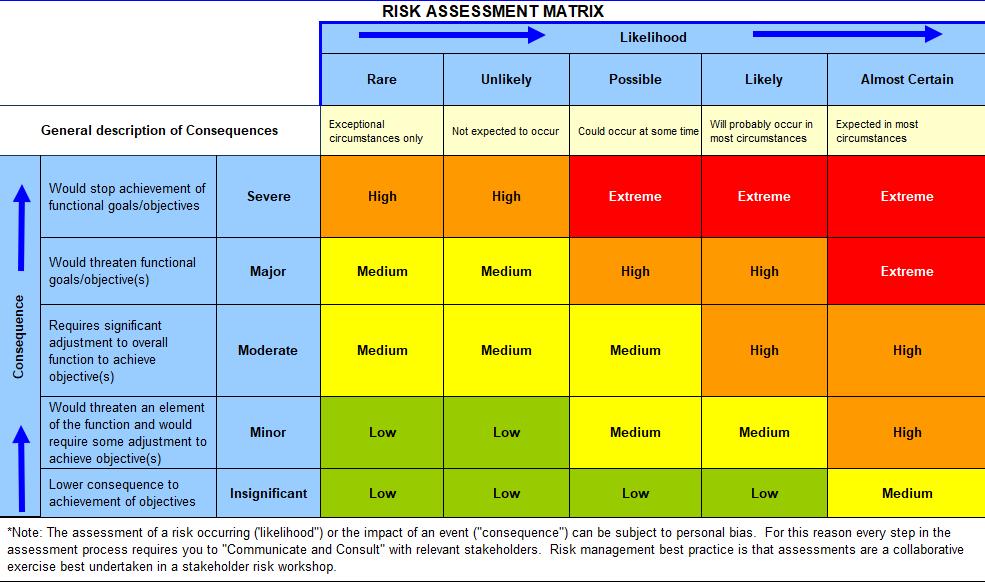 RISK ASSESSMENT MATRIX
Likelihood
Rare
Unlikely
Possible
Likely
Almost Certain
General description of Consequences
Exceptional
circumstances only
Not expected to occur
Could occur at some time
Will probably occur in
most circumstances
Expected in most
circumstances
Consequence
Would stop achievement of
functional goals/objectives
Severe
High
High
Extreme
Extreme
Extreme
Would threaten functional
goals/objective(s)
Major
Medium
Medium
High
High
Extreme
Requires significant
adjustment to overall
function to achieve
objective(s)
Moderate
Medium
Medium
Medium
High
High
Would threaten an element
of the function and would
require some adjustment to
achieve objective(s)
Minor
Low
Low
Medium
Medium
High
Lower consequence to
achievement of objectives
Insignificant
Low
Low
Low
Low
Medium
*Note: The assessment of a risk occurring ('likelihood") or the impact of an event ("consequence") can be subject to personal bias. For this reason every step in the
assessment process requires you to "Communicate and Consult" with relevant stakeholders. Risk management best practice is that assessments are a collaborative
exercise best undertaken in a stakeholder risk workshop.